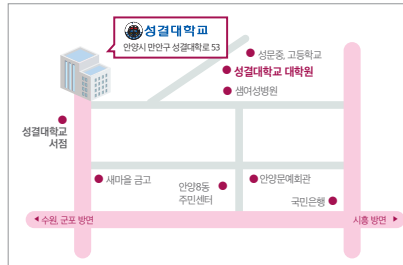 성결대학교
안양시 만안구 성결대학로 53
성문중, 고등학교
성결대학교 대학원
샘여성병원
성결대학교
서점
새마을 금고
안양8동
주민센터
안양문예회관
국민은행
◀ 수원, 군포 방면
시흥 방면 ▶